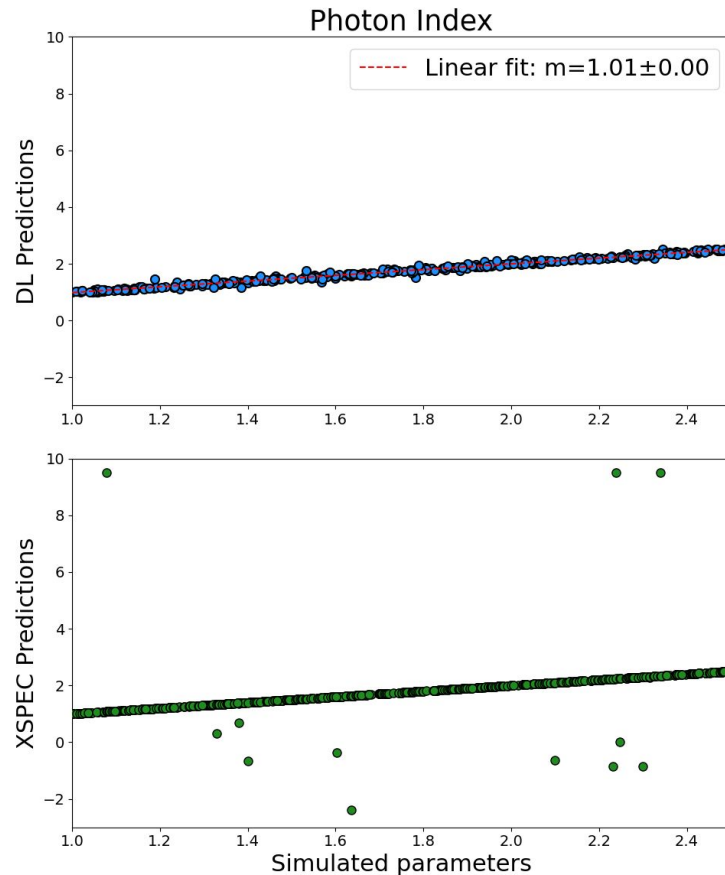 Photon Index
10
Linear fit: m=1.01±0.00
8
6
4
2
0
−2
DL Predictions
1.0 1.2 1.4 1.6 1.8 2.0 2.2 2.4
10
8
6
4
2
0
−2
XSPEC Predictions
1.0 1.2 1.4 1.6 1.8 2.0 2.2 2.4
Simulated parameters